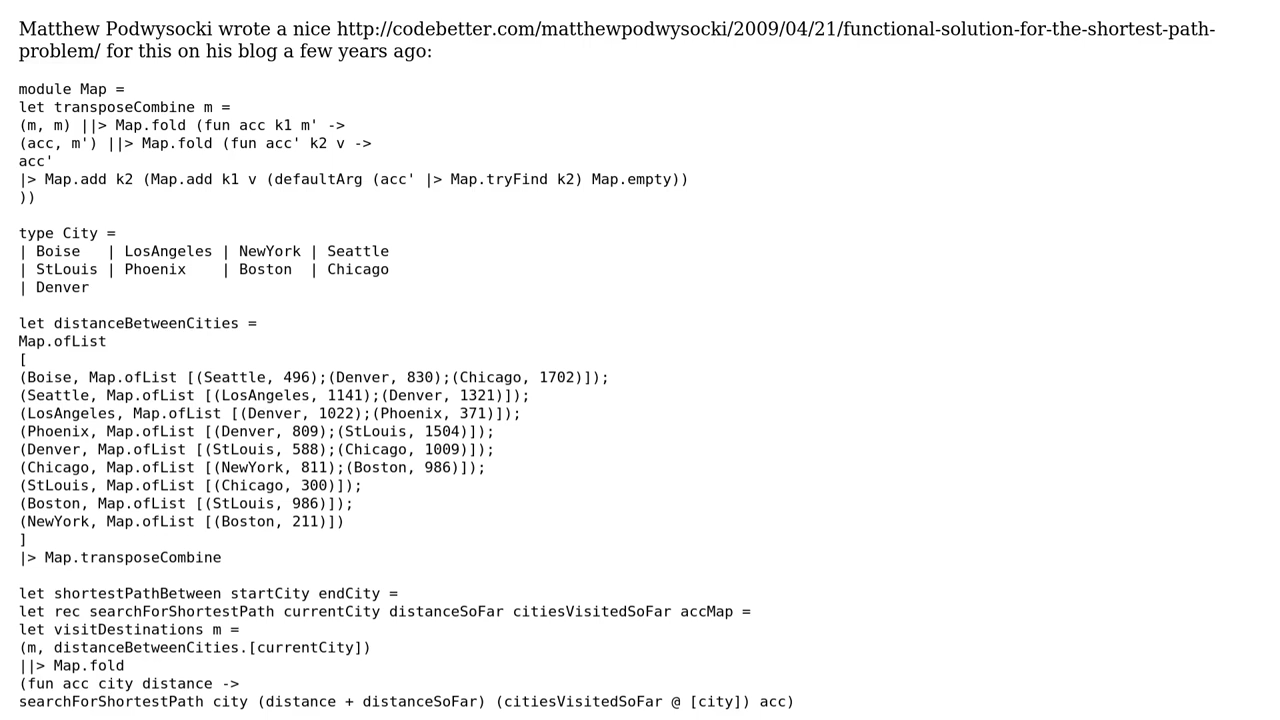 Matthew Podwysocki wrote a nice http://codebetter.com/matthewpodwysocki/2009/04/21/functional-solution-for-the-shortest-path-
problem/ for this on his blog a few years ago:
module Map =
let transposeCombine m =
(m, m) ||> Map.fold (fun acc k1 m' ->
(acc, m') ||> Map.fold (fun acc' k2 v ->
acc'
|> Map.add k2 (Map.add k1 v (defaultArg (acc' |> Map.tryFind k2) Map.empty))
))
type City =
| Boise   | LosAngeles | NewYork | Seattle
| StLouis | Phoenix    | Boston  | Chicago
| Denver
let distanceBetweenCities =
Map.ofList
[
(Boise, Map.ofList [(Seattle, 496);(Denver, 830);(Chicago, 1702)]);
(Seattle, Map.ofList [(LosAngeles, 1141);(Denver, 1321)]);
(LosAngeles, Map.ofList [(Denver, 1022);(Phoenix, 371)]);
(Phoenix, Map.ofList [(Denver, 809);(StLouis, 1504)]);
(Denver, Map.ofList [(StLouis, 588);(Chicago, 1009)]);
(Chicago, Map.ofList [(NewYork, 811);(Boston, 986)]);
(StLouis, Map.ofList [(Chicago, 300)]);
(Boston, Map.ofList [(StLouis, 986)]);
(NewYork, Map.ofList [(Boston, 211)])
]
|> Map.transposeCombine
let shortestPathBetween startCity endCity =
let rec searchForShortestPath currentCity distanceSoFar citiesVisitedSoFar accMap =
let visitDestinations m =
(m, distanceBetweenCities.[currentCity])
||> Map.fold
(fun acc city distance ->
searchForShortestPath city (distance + distanceSoFar) (citiesVisitedSoFar @ [city]) acc)